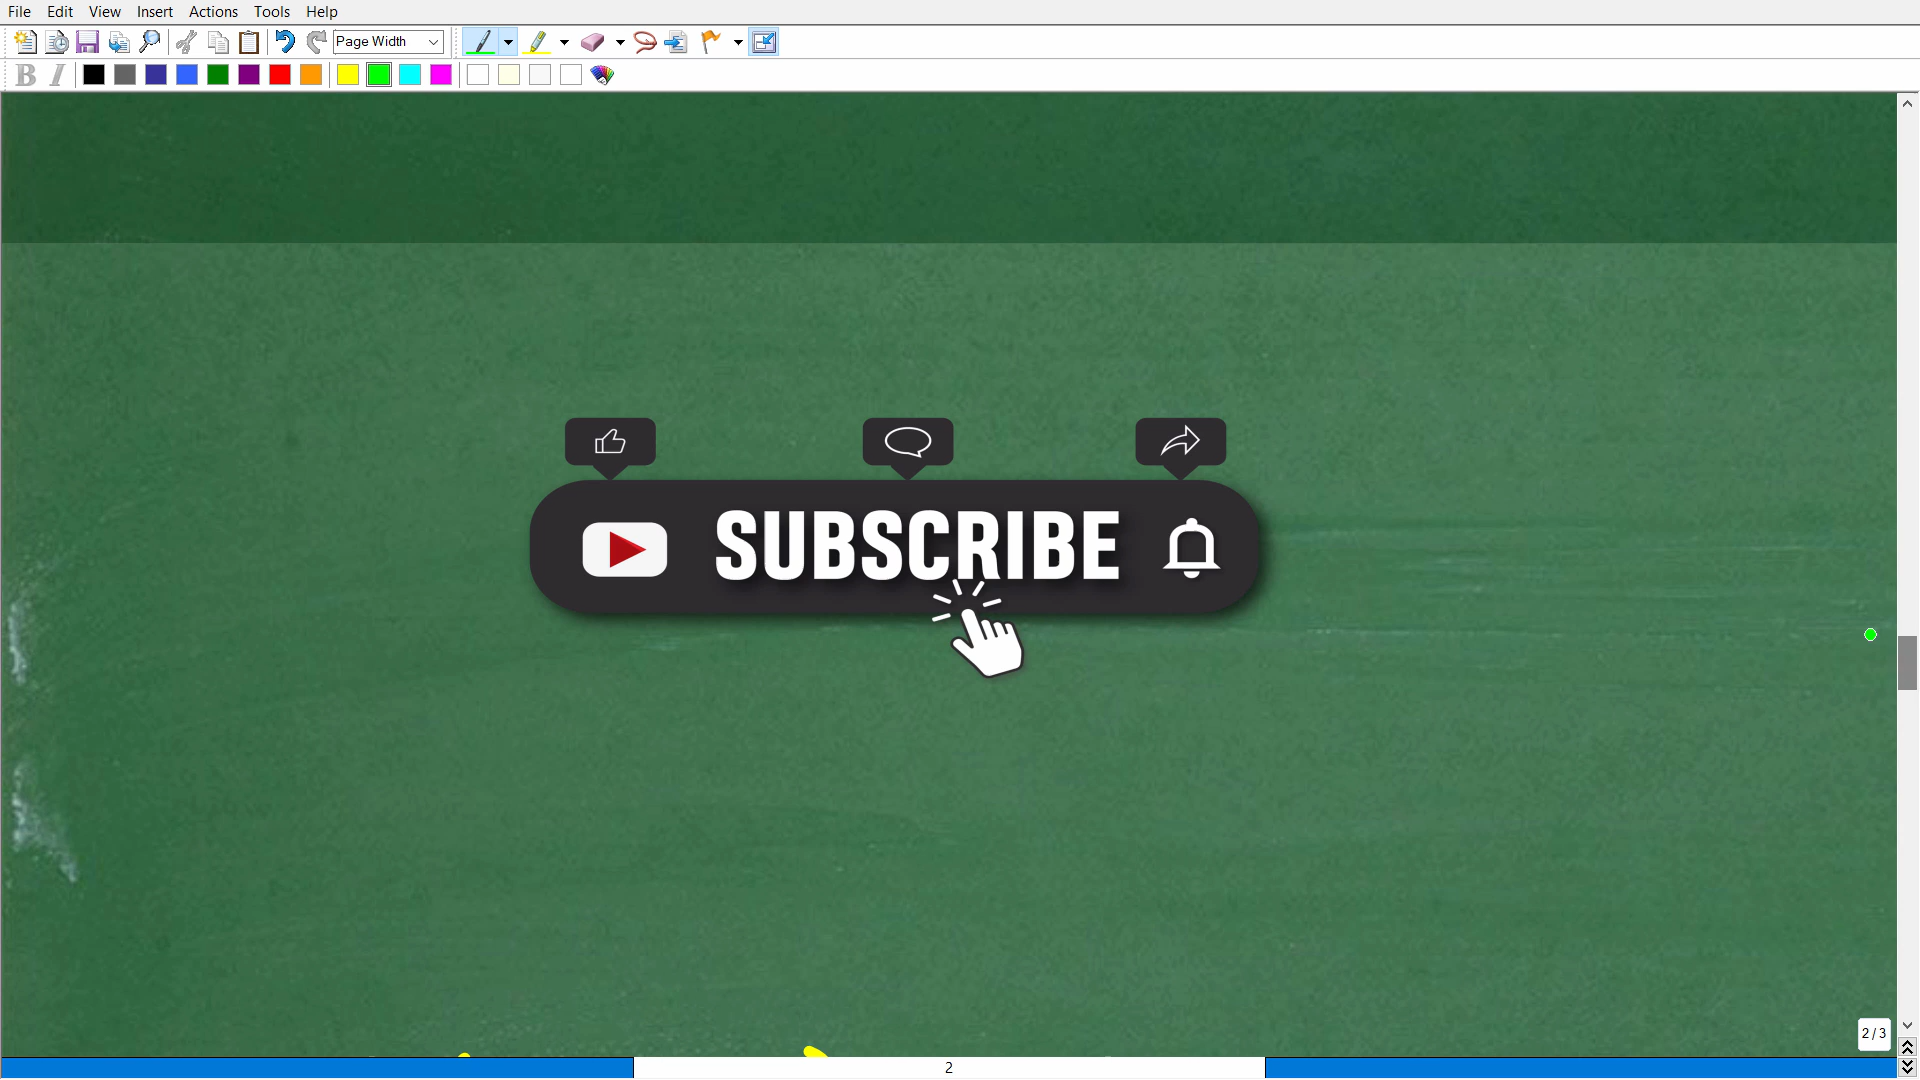 File Edit View Insert Actions Tools Help
Page Width
B I
SUBSCRIBE
2 / 3
2